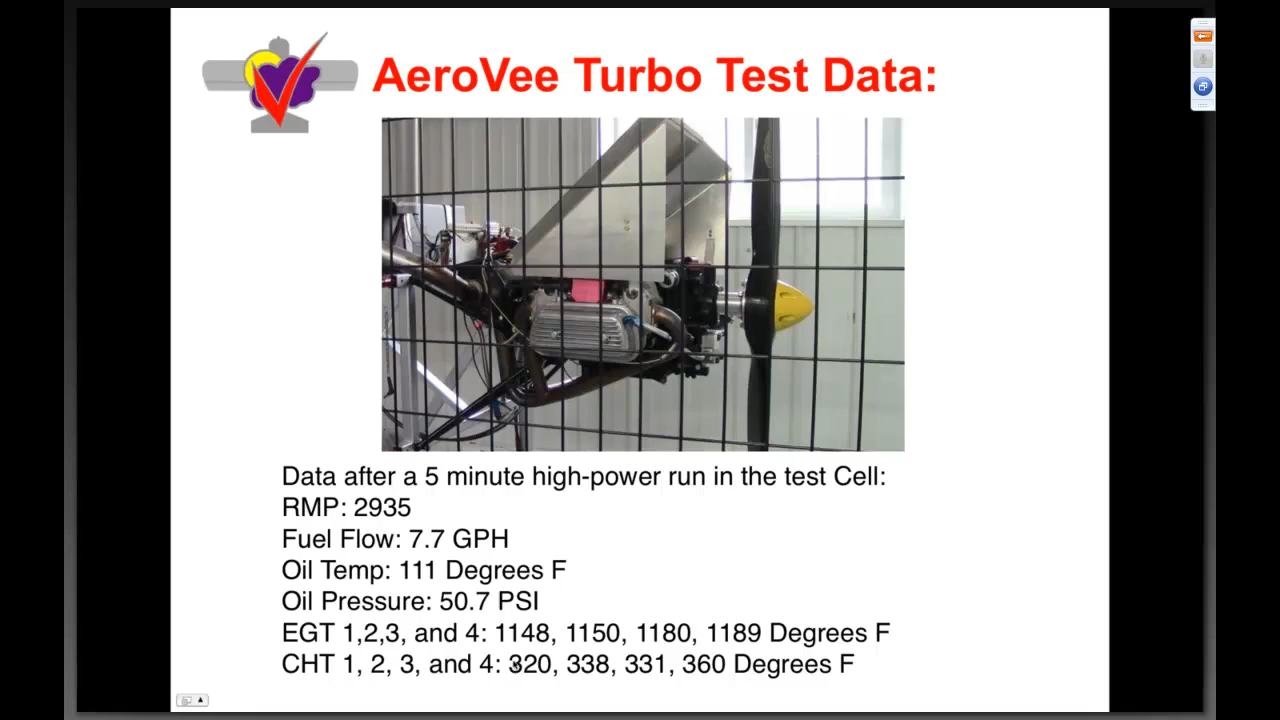 AeroVee Turbo Test Data:
Data after a 5 minute high-power run in the test Cell:
RMP: 2935
Fuel Flow: 7.7 GPH
Oil Temp: 111 Degrees F
Oil Pressure: 50.7 PSI
EGT 1,2,3, and 4: 1148, 1150, 1180, 1189 Degrees F
CHT 1, 2, 3, and 4: 320, 338, 331, 360 Degrees F